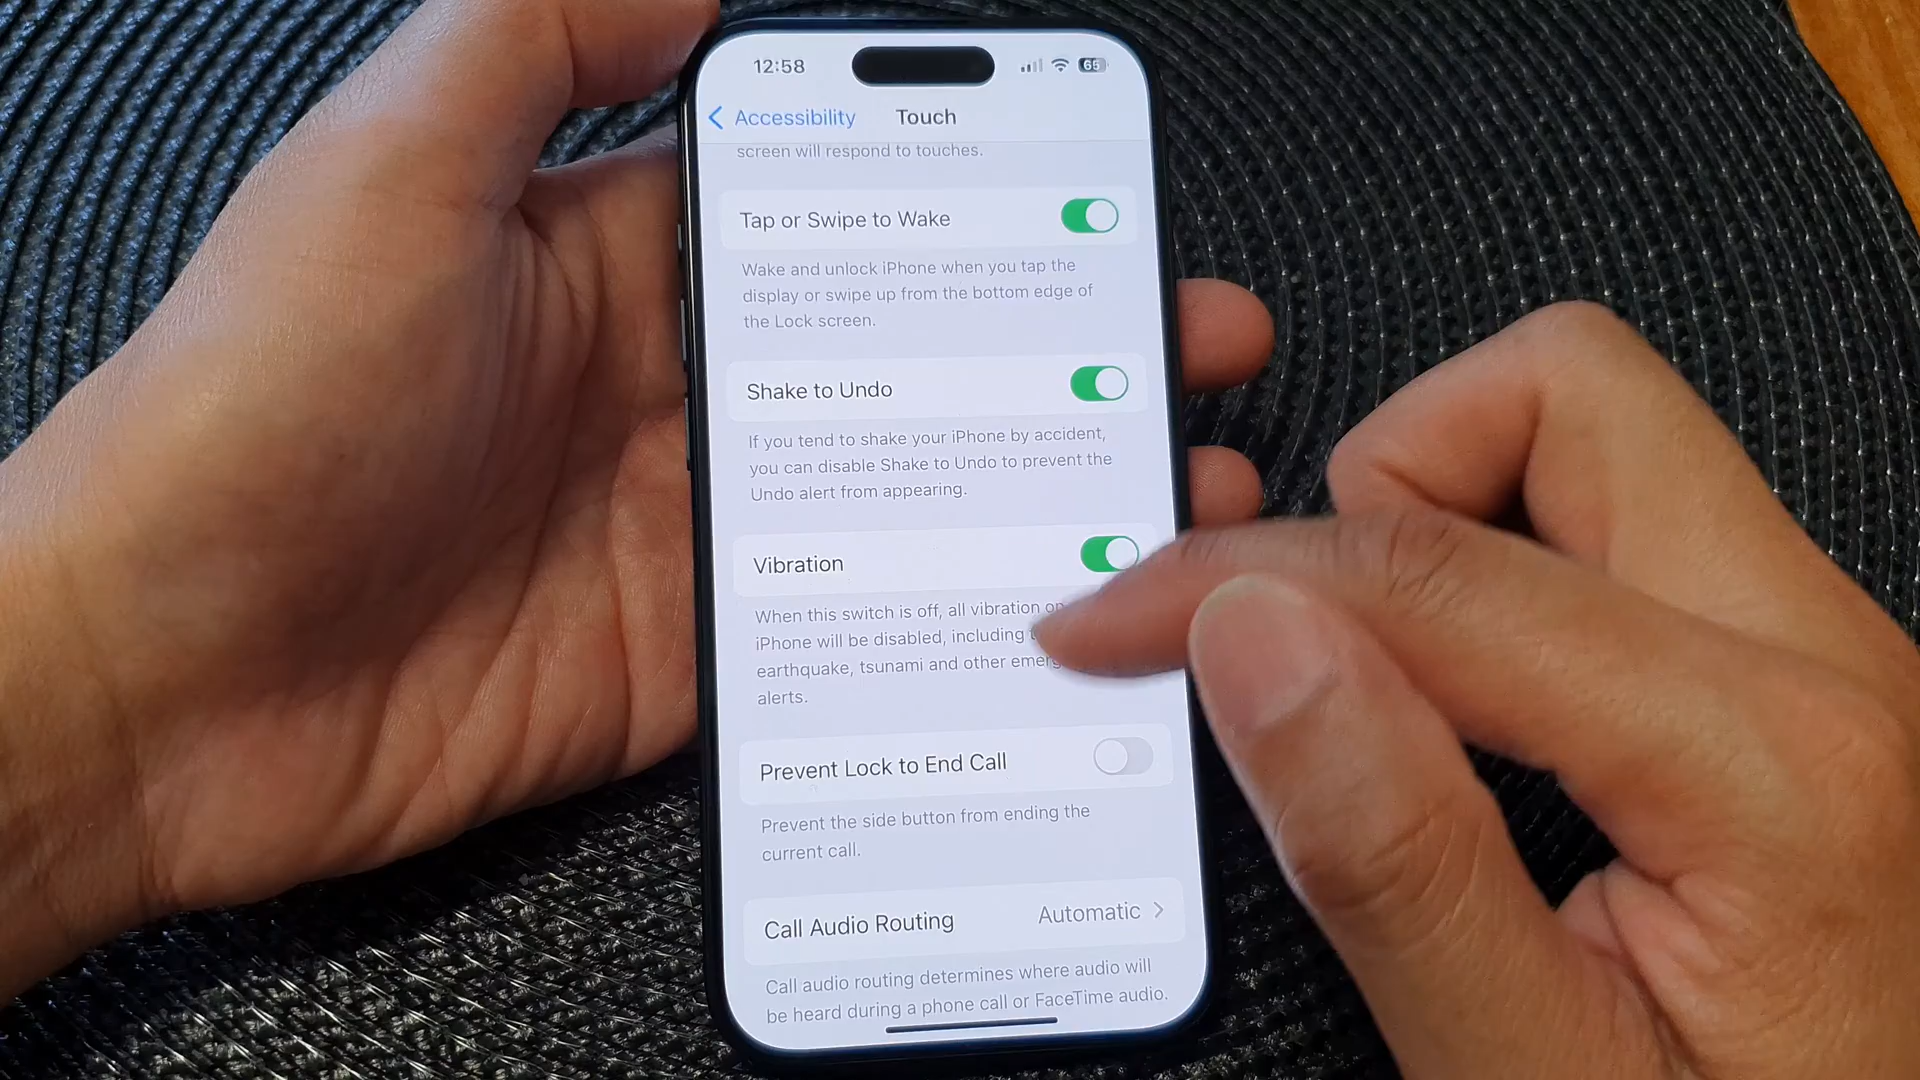 12:58
65
Accessibility
Touch
screen will respond to touches.
Tap or Swipe to Wake
Wake and unlock iPhone when you tap the
display or swipe up from the bottom edge of
the Lock screen.
Shake to Undo
If you tend to shake your iPhone by accident,
you can disable Shake to Undo to prevent the
Undo alert from appearing.
Vibration
When this switch is off, all vibration on
iPhone will be disabled, including
earthquake, tsunami and other
alerts.
Prevent Lock to End Call
Prevent the side button from ending the
current call.
Call Audio Routing
Automatic
Call audio routing determines where audio will
be heard during a phone call or FaceTime audio.